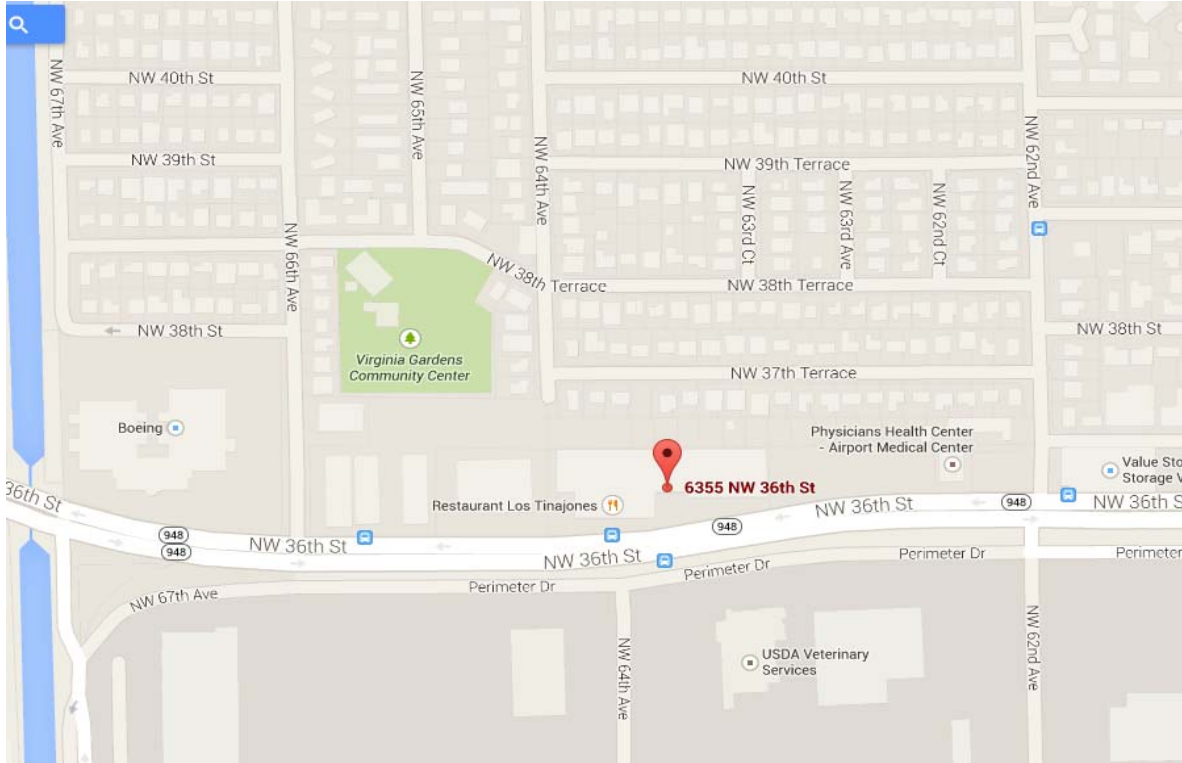 NW 40th St
NW 40th St
NW 67th Ave
NW 65th Ave
NW 64th Ave
NW 62nd Ave
NW 39th St
NW 39th Terrace
NW 63rd Ct
NW 63rd Ave
NW 62nd Ct
NW 66th Ave
NW 38th Terrace
NW 38th Terrace
NW 38th St
NW 38th St
Virginia Gardens
Community Center
NW 37th Terrace
Boeing
Physicians Health Center
- Airport Medical Center
Value Sto
Storage V
6355 NW 36th St
Restaurant Los Tinajones
36th St
NW 36th St
948
NW 36th S
948
948
948
NW 36th St
NW 36th St
Perimeter Dr
Perimeter
Perimeter Dr
Perimeter Dr
NW 67th Ave
NW 64th Ave
NW 62nd Ave
USDA Veterinary
Services